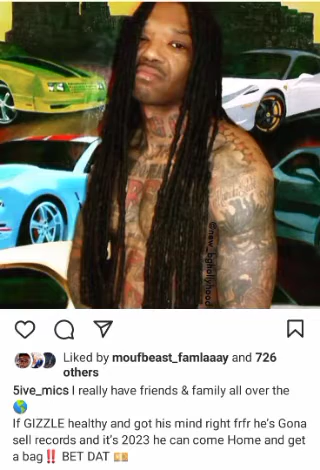 @new_bghollyhood
Liked by moufbeast_famlaaay and 726
others
5ive_mics I really have friends & family all over the
🌎
If GIZZLE healthy and got his mind right frfr he's Gona
sell records and it's 2023 he can come Home and get
a bag‼️ BET DAT 💴